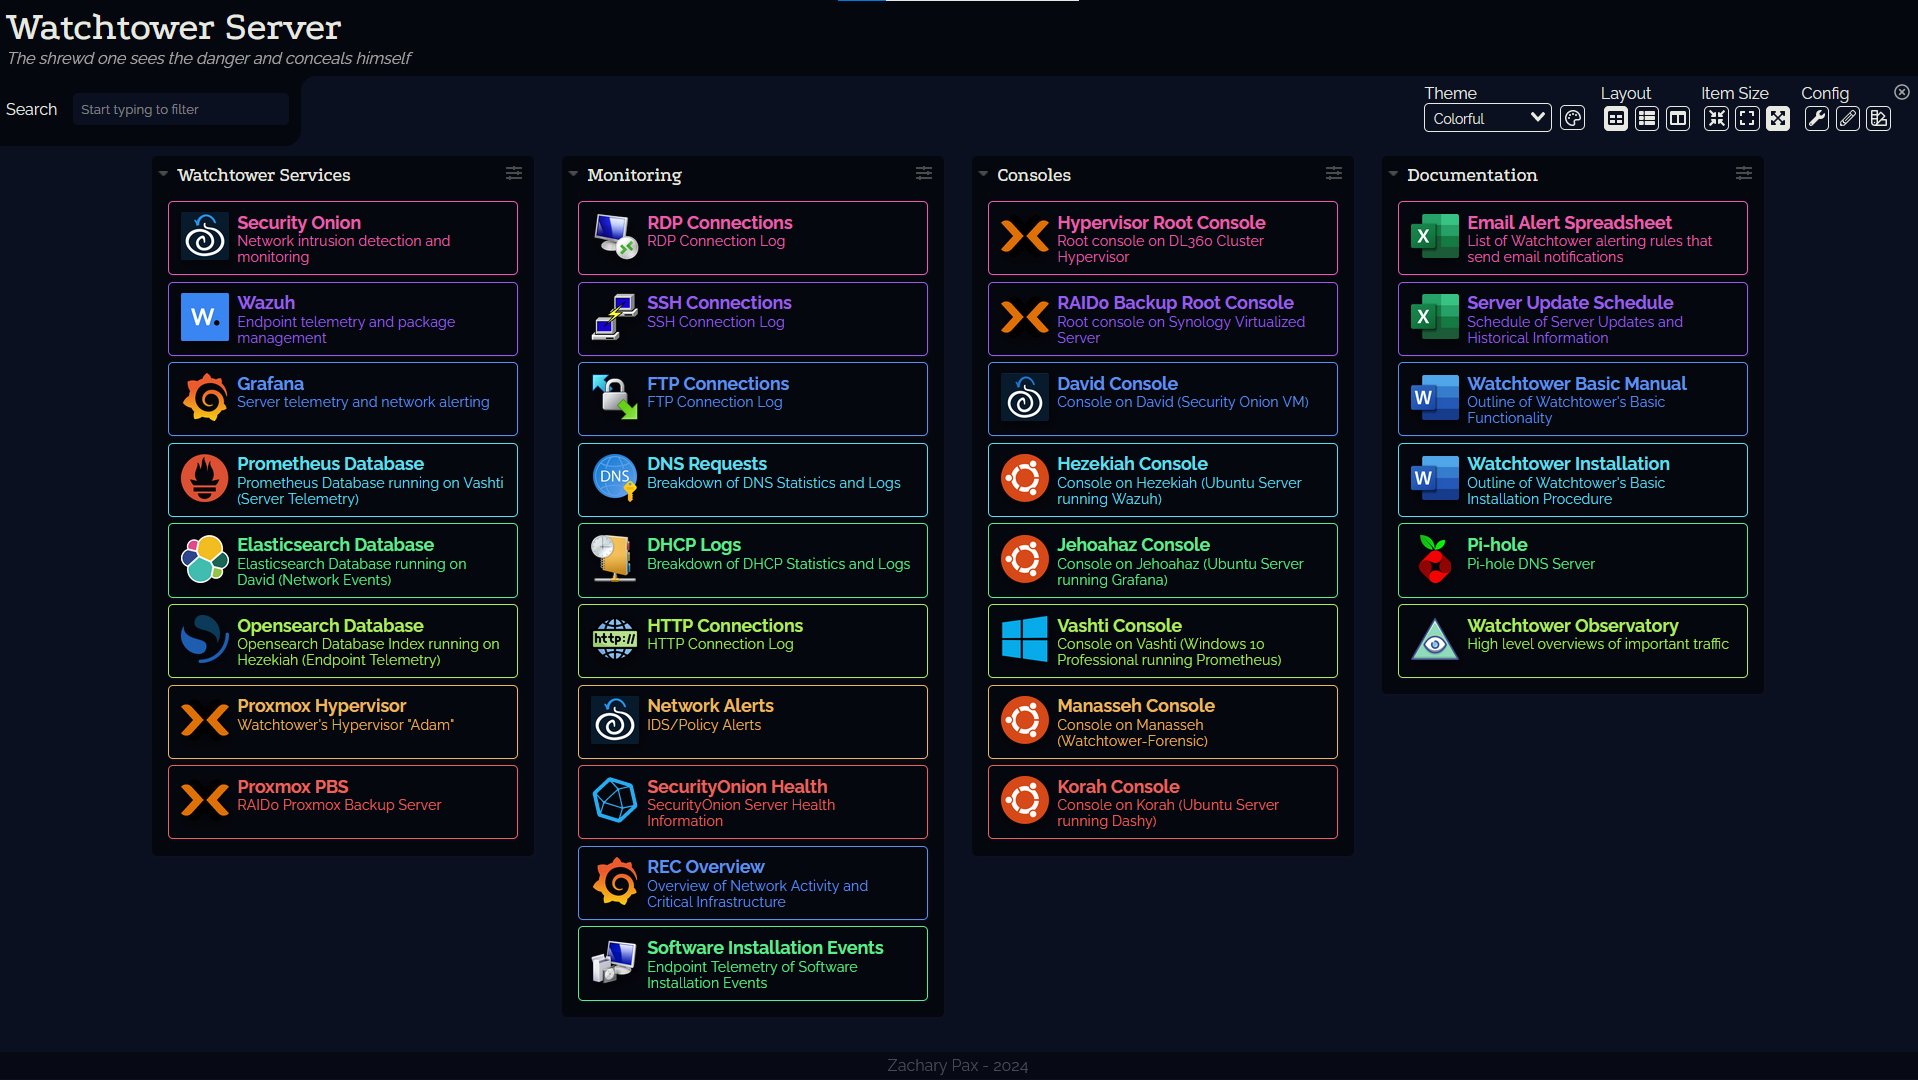 Watchtower Server
The shrewd one sees the danger and conceals himself
Search
Start typing to filter
Theme
Colorful
Layout
Item Size
Config
Watchtower Services
Security Onion
Network intrusion detection and
monitoring
W.
Wazuh
Endpoint telemetry and package
management
Grafana
Server telemetry and network alerting
Prometheus Database
Prometheus Database running on Vashti
(Server Telemetry)
Elasticsearch Database
Elasticsearch Database running on
David (Network Events)
Opensearch Database
Opensearch Database Index running on
Hezekiah (Endpoint Telemetry)
Proxmox Hypervisor
Watchtower's Hypervisor "Adam"
Proxmox PBS
RAIDo Proxmox Backup Server
Monitoring
RDP Connections
RDP Connection Log
SSH Connections
SSH Connection Log
FTP Connections
FTP Connection Log
DNS
DNS Requests
Breakdown of DNS Statistics and Logs
DHCP Logs
Breakdown of DHCP Statistics and Logs
http://
HTTP Connections
HTTP Connection Log
Network Alerts
IDS/Policy Alerts
SecurityOnion Health
SecurityOnion Server Health
Information
REC Overview
Overview of Network Activity and
Critical Infrastructure
Software Installation Events
Endpoint Telemetry of Software
Installation Events
Consoles
Hypervisor Root Console
Root console on DL360 Cluster
Hypervisor
RAIDo Backup Root Console
Root console on Synology Virtualized
Server
David Console
Console on David (Security Onion VM)
Hezekiah Console
Console on Hezekiah (Ubuntu Server
running Wazuh)
Jehoahaz Console
Console on Jehoahaz (Ubuntu Server
running Grafana)
Vashti Console
Console on Vashti (Windows 10
Professional running Prometheus)
Manasseh Console
Console on Manasseh
(Watchtower-Forensic)
Korah Console
Console on Korah (Ubuntu Server
running Dashy)
Documentation
X
Email Alert Spreadsheet
List of Watchtower alerting rules that
send email notifications
X
Server Update Schedule
Schedule of Server Updates and
Historical Information
W
Watchtower Basic Manual
Outline of Watchtower's Basic
Functionality
W
Watchtower Installation
Outline of Watchtower's Basic
Installation Procedure
Pi-hole
Pi-hole DNS Server
Watchtower Observatory
High level overviews of important traffic
Zachary Pax - 2024